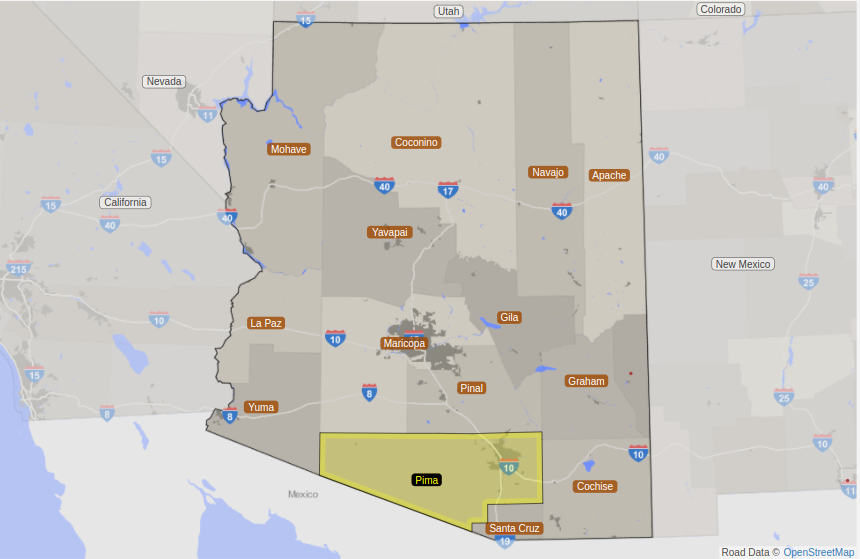 Utah
Colorado
15
Nevada
11
Mohave
Coconino
15
40
Navajo
Apache
40
17
40
15
California
40
40
40
Yavapai
215
New Mexico
25
La Paz
10
Gila
10
Maricopa
15
8
Pinal
Graham
25
8
8
Yuma
10
10
10
Pima
Cochise
11
Mexico
Santa Cruz
19
Road Data © OpenStreetMap